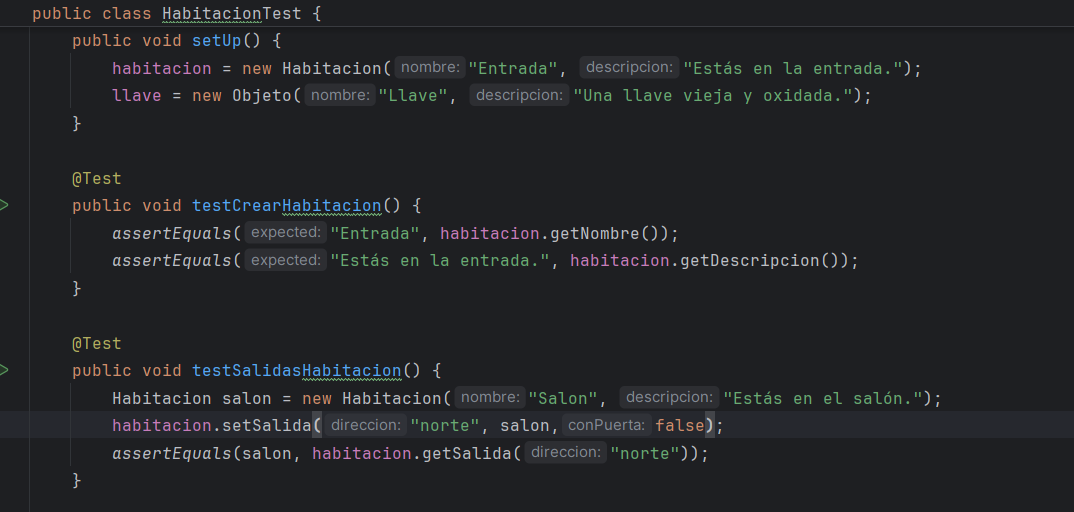 public class HabitacionTest {
public void setUp() {
habitacion = new Habitacion( nombre: "Entrada", descripcion: "Estás en la entrada.");
llave = new Objeto( nombre: "Llave", descripcion: "Una llave vieja y oxidada.");
}
@Test
public void testCrearHabitacion() {
assertEquals( expected: "Entrada", habitacion.getNombre());
assertEquals( expected: "Estás en la entrada.", habitacion.getDescripcion());
}
@Test
public void testSalidasHabitacion() {
Habitacion salon = new Habitacion( nombre: "Salon", descripcion: "Estás en el salón.");
habitacion.setSalida( direccion: "norte", salon, conPuerta: false);
assertEquals(salon, habitacion.getSalida( direccion: "norte"));
}